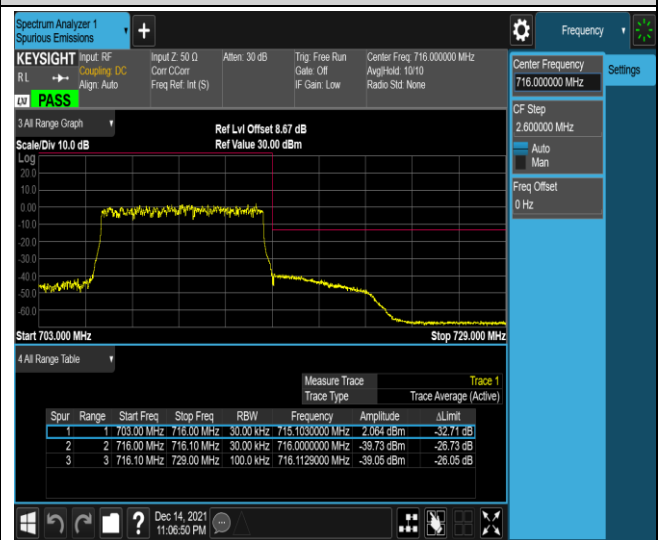 Spectrum Analyzer 1
Spurious Emissions
Frequency
KEYSIGHT Input: RF Input Z: 50 Ω Atten: 30 dB Trig: Free Run Center Freq: 716.000000 MHz
RL Coupling: DC Corr CCorr Gate: Off Avg|Hold: 10/10
Align: Auto Freq Ref: Int (S) IF Gain: Low Radio Std: None
LW PASS
Center Frequency
716.000000 MHz
Settings
CF Step
2.600000 MHz
Auto
Man
Freq Offset
0 Hz
3 All Range Graph
Ref Lvl Offset 8.67 dB
Scale/Div 10.0 dB Ref Value 30.00 dBm
Log
20.0
10.0
0.00
-10.0
-20.0
-30.0
-40.0
-50.0
-60.0
Start 703.000 MHz Stop 729.000 MHz
4 All Range Table
Measure Trace Trace 1
Trace Type Trace Average (Active)
Spur Range Start Freq Stop Freq RBW Frequency Amplitude ΔLimit
1 1 703.00 MHz 716.00 MHz 30.00 kHz 715.1030000 MHz 2.064 dBm -32.71 dB
2 2 716.00 MHz 716.10 MHz 30.00 kHz 716.0000000 MHz -39.73 dBm -26.73 dB
3 3 716.10 MHz 729.00 MHz 100.0 kHz 716.1129000 MHz -39.05 dBm -26.05 dB
Dec 14, 2021
11:06:50 PM